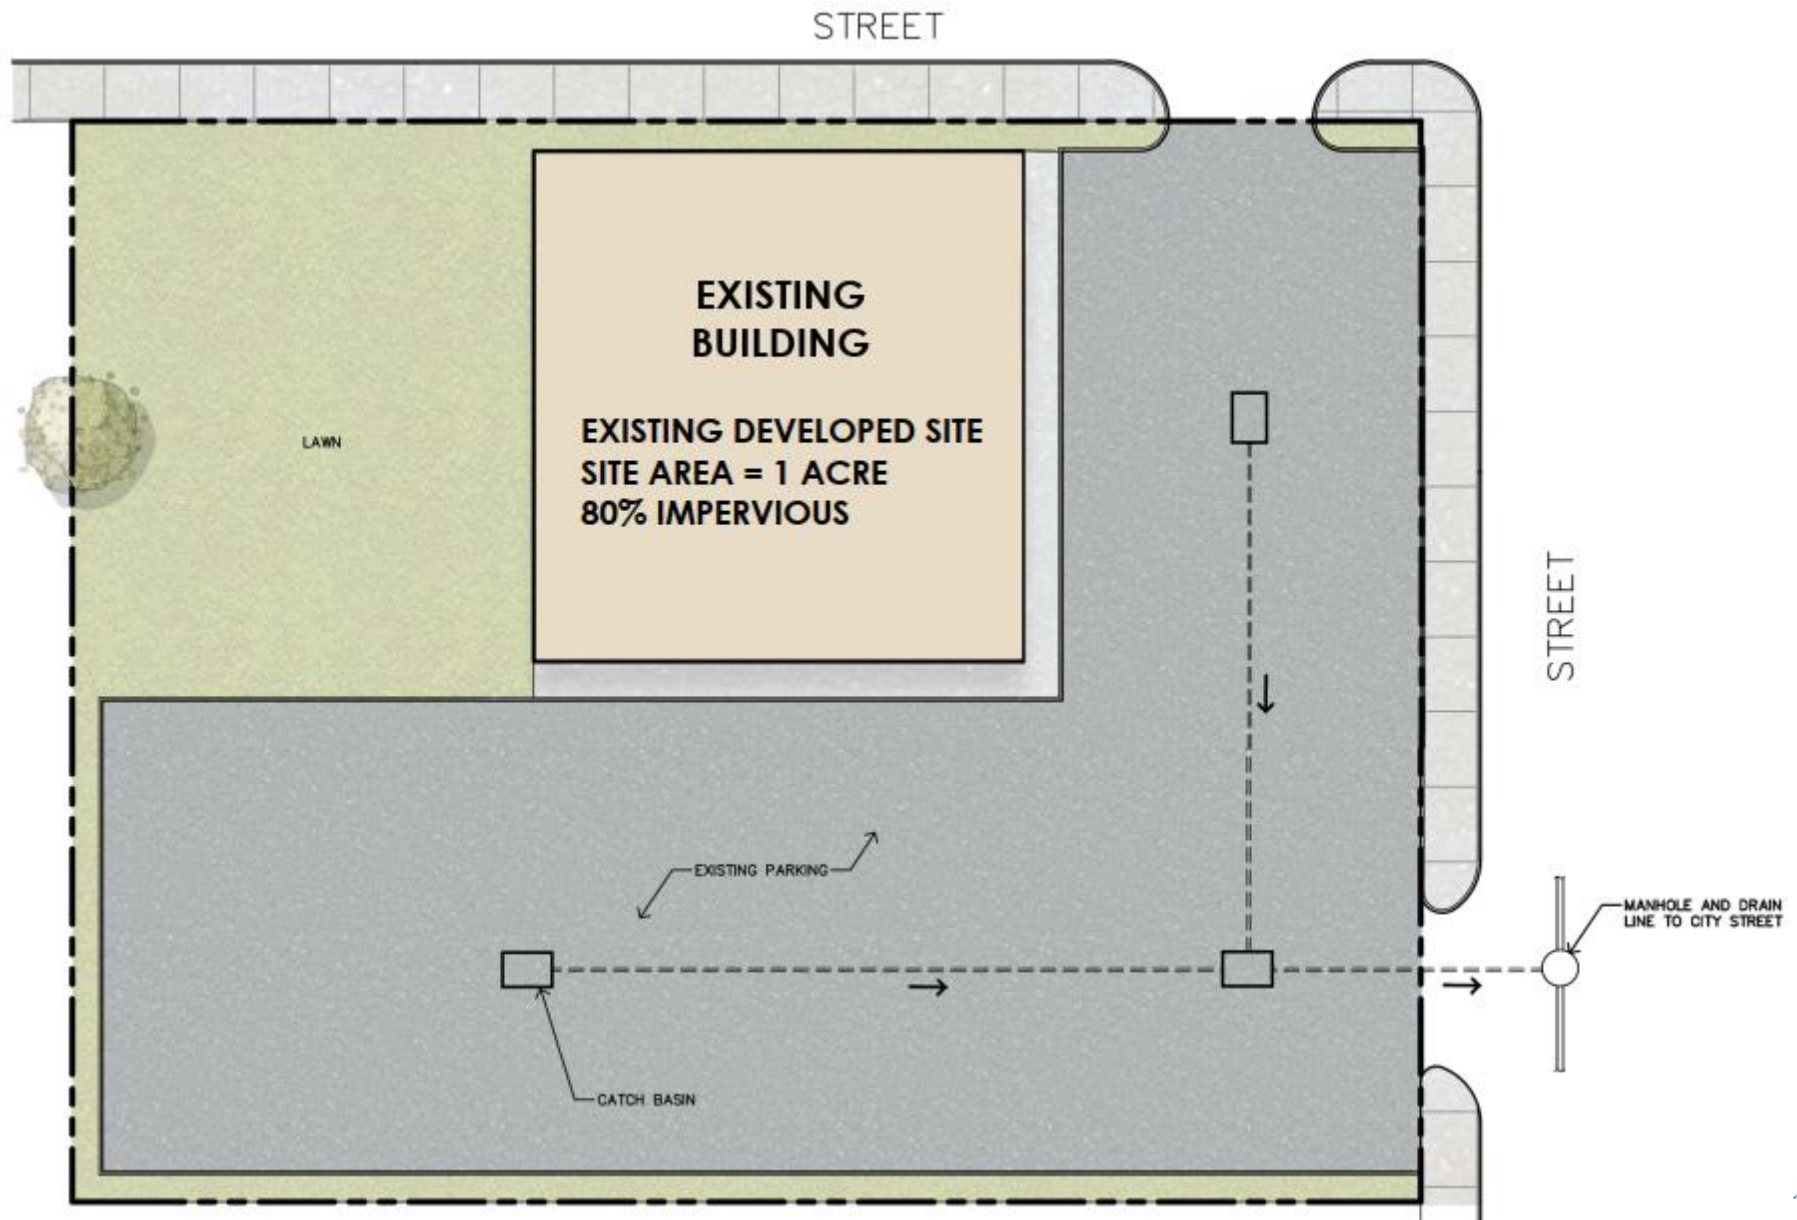 STREET
EXISTING
BUILDING
EXISTING DEVELOPED SITE
SITE AREA = 1 ACRE
80% IMPERVIOUS
LAWN
STREET
EXISTING PARKING
MANHOLE AND DRAIN
LINE TO CITY STREET
CATCH BASIN